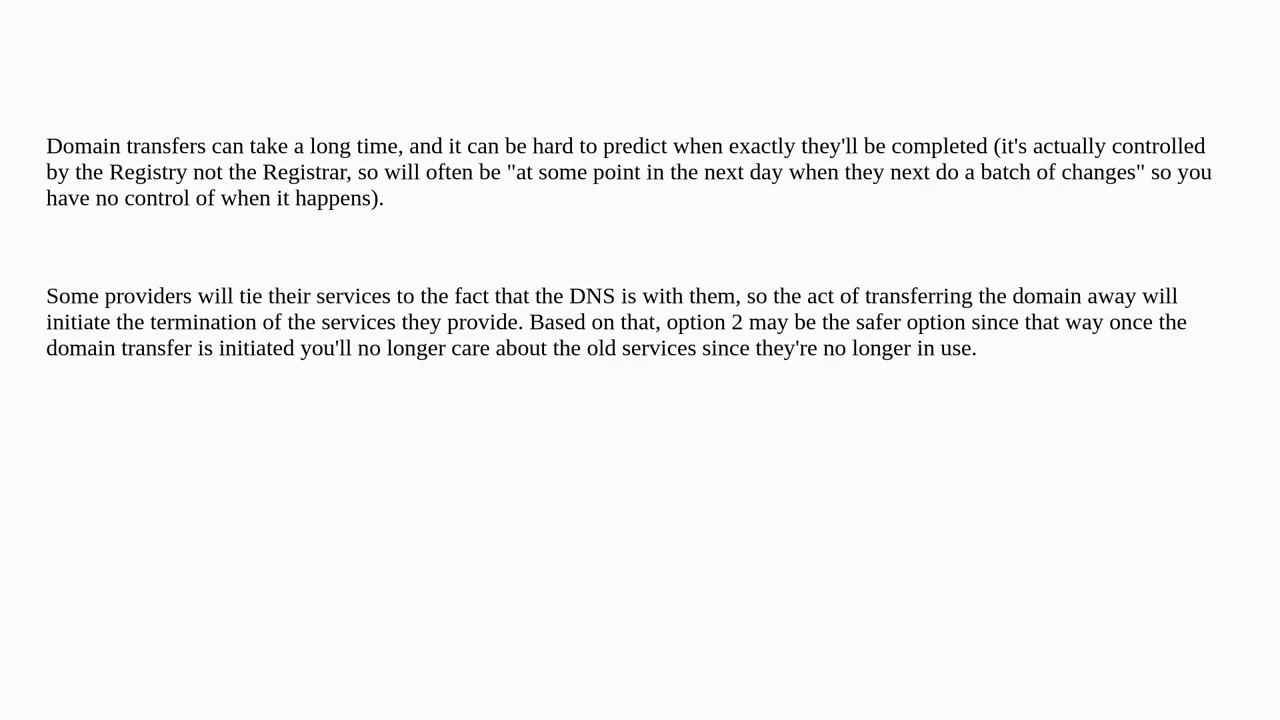 Domain transfers can take a long time, and it can be hard to predict when exactly they'll be completed (it's actually controlled
by the Registry not the Registrar, so will often be "at some point in the next day when they next do a batch of changes" so you
have no control of when it happens).
Some providers will tie their services to the fact that the DNS is with them, so the act of transferring the domain away will
initiate the termination of the services they provide. Based on that, option 2 may be the safer option since that way once the
domain transfer is initiated you'll no longer care about the old services since they're no longer in use.